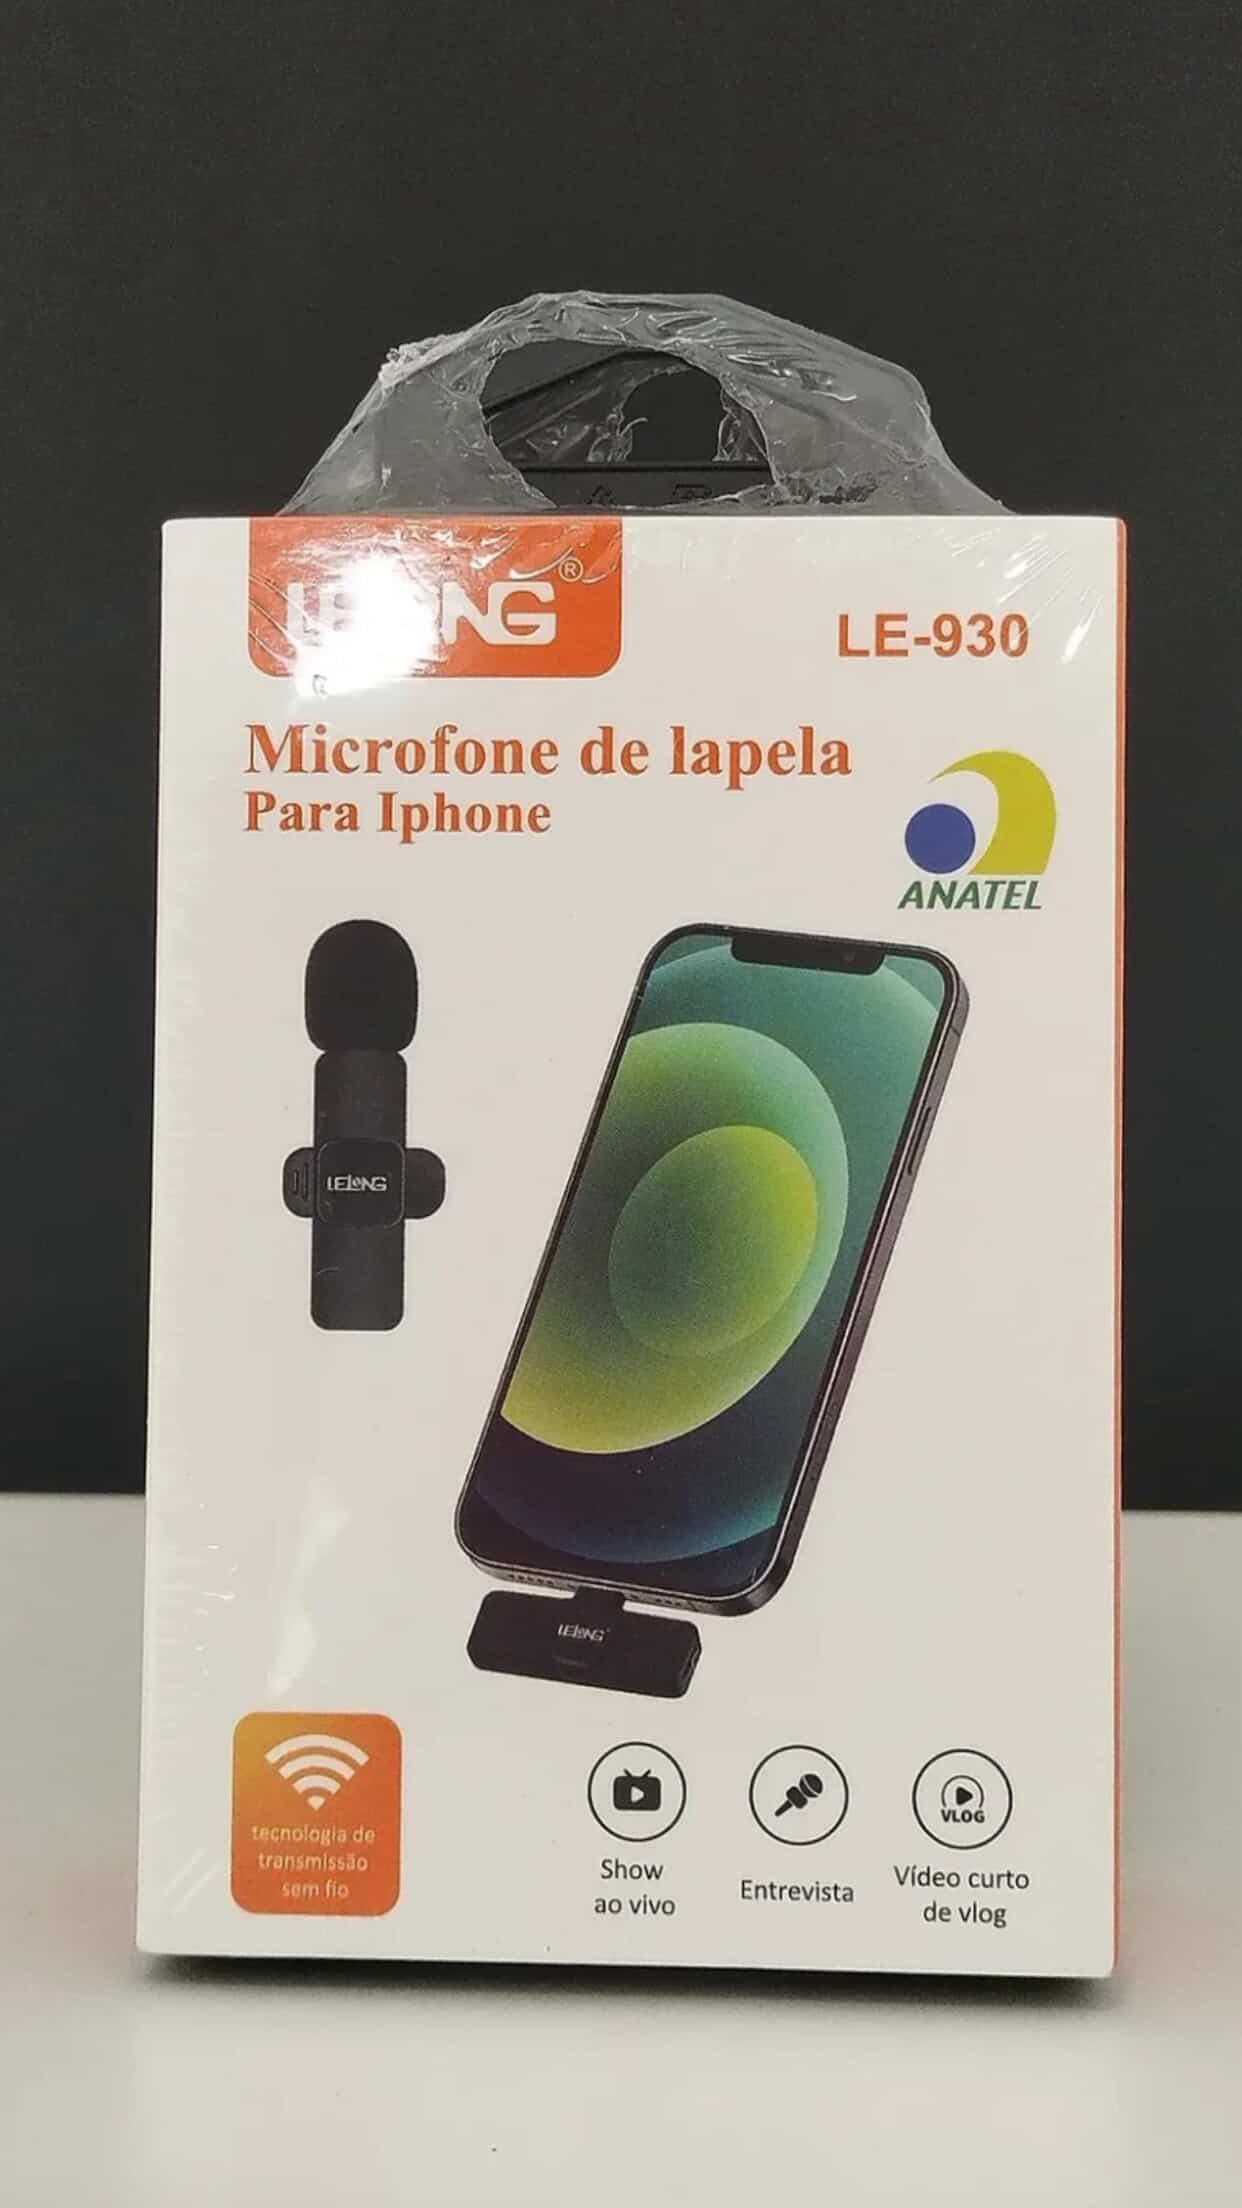 LELONG®
LE-930
Microfone de lapela
Para Iphone
ANATEL
LELONG
LELONG
tecnologia de
transmissão
sem fio
Show
ao vivo
Entrevista
VLOG
Vídeo curto
de vlog